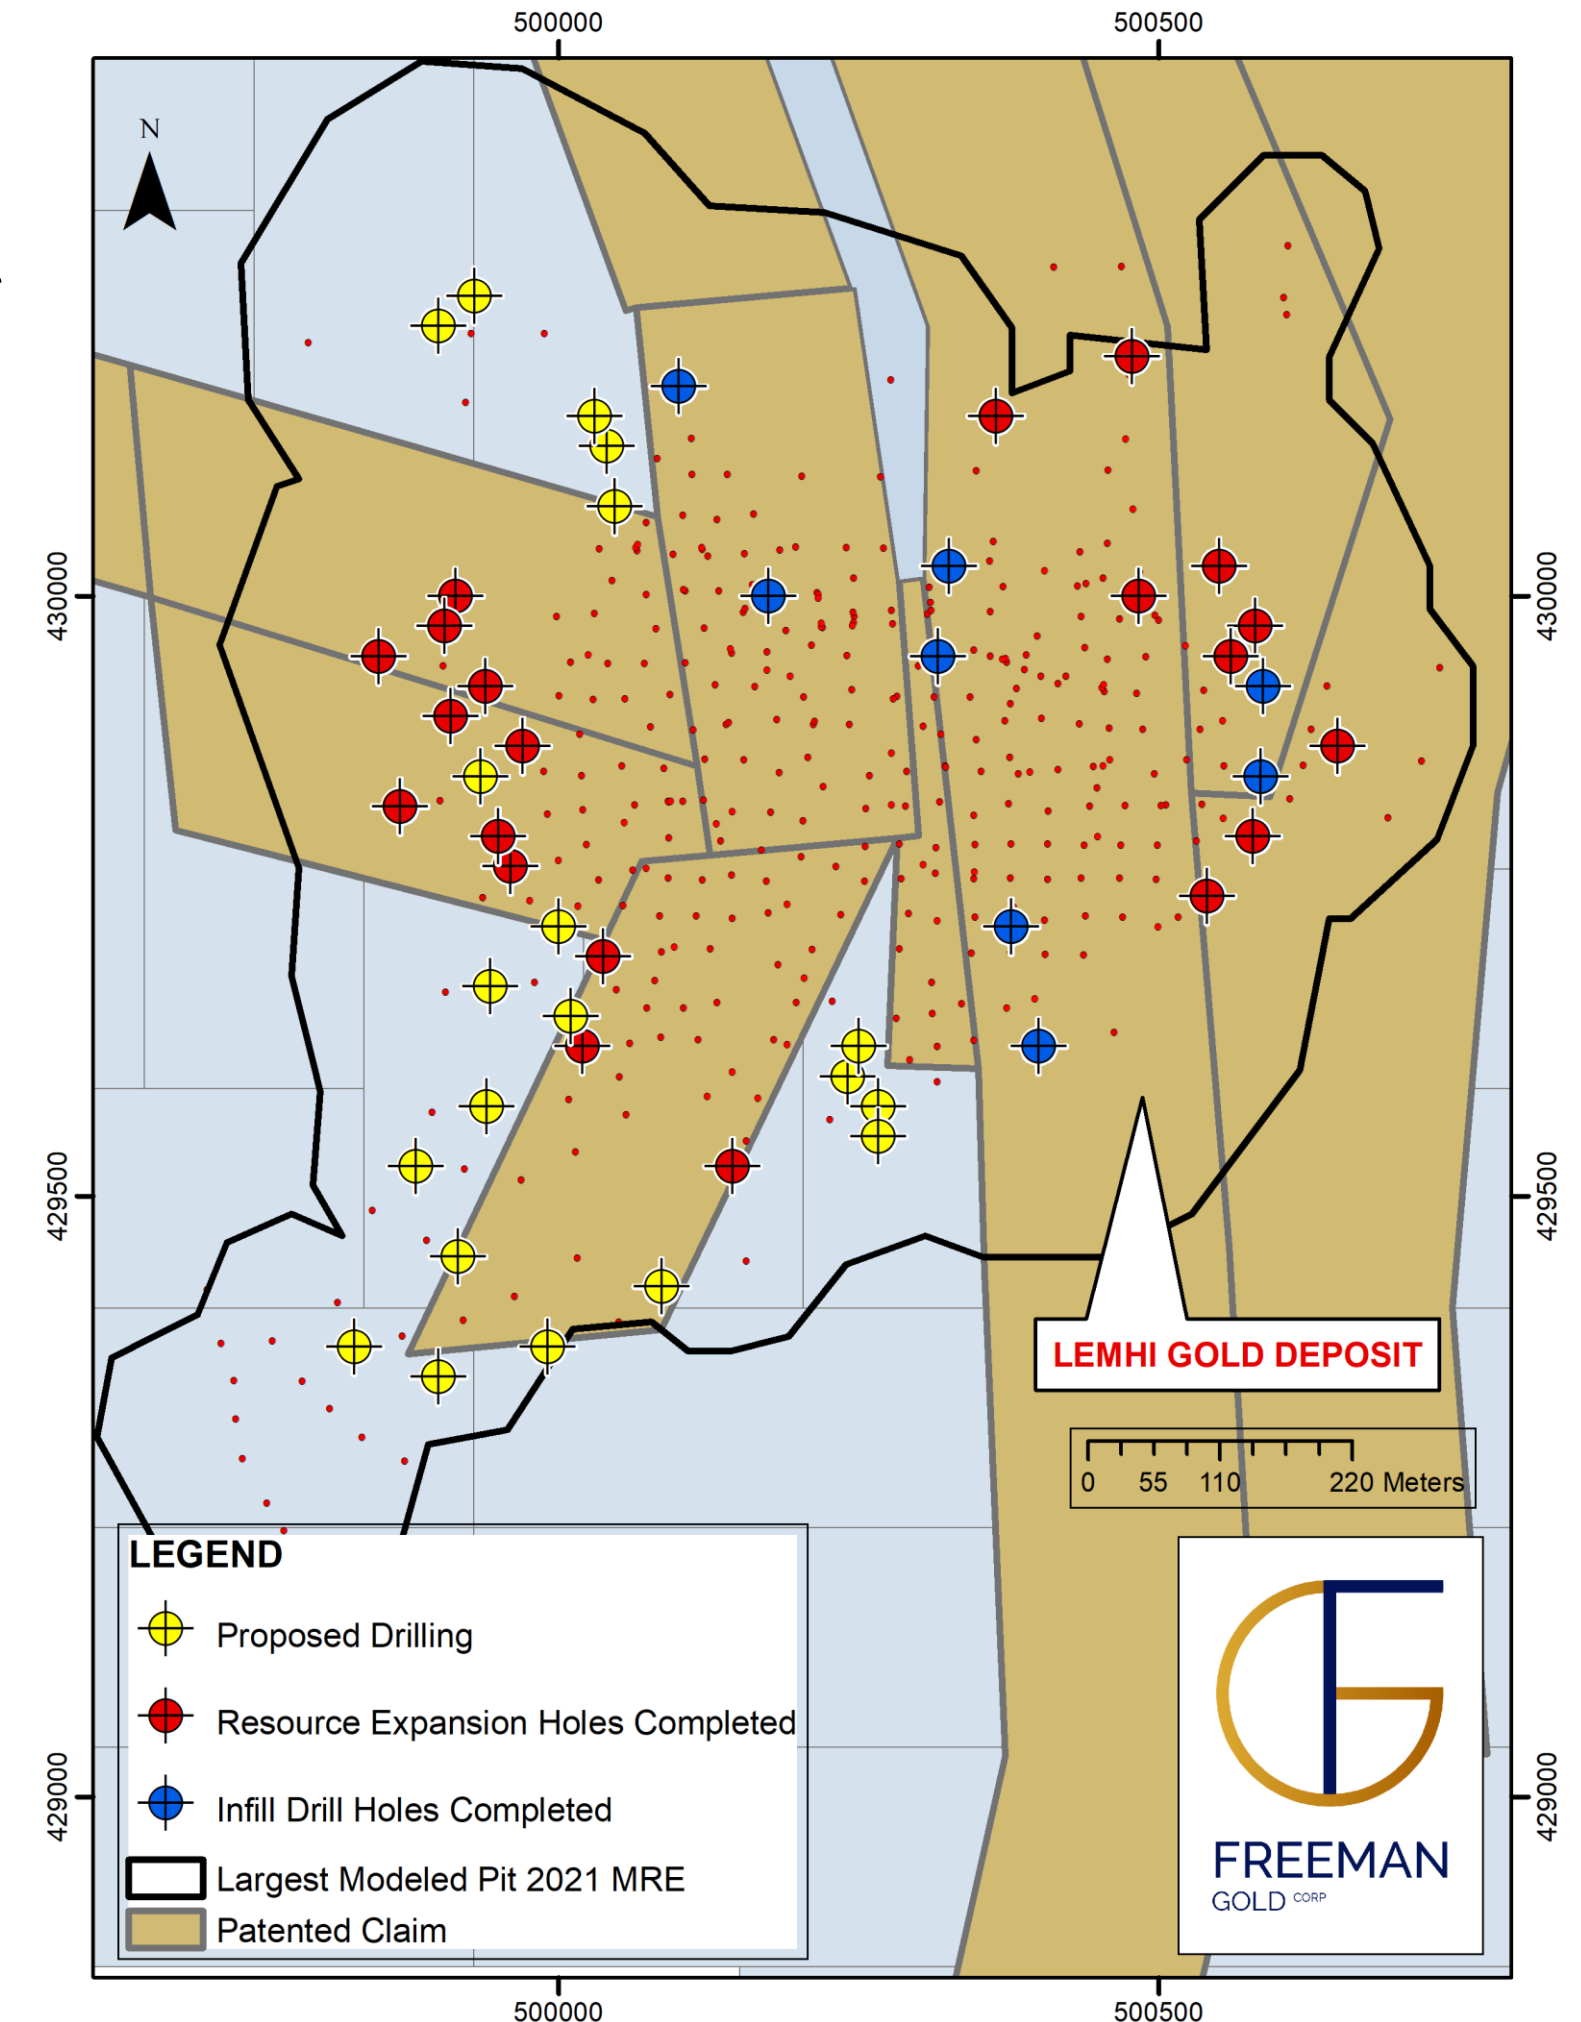 500000
500500
N
430000
430000
429500
429500
LEMHI GOLD DEPOSIT
0 55 110 220 Meters
LEGEND
Proposed Drilling
Resource Expansion Holes Completed
Infill Drill Holes Completed
Largest Modeled Pit 2021 MRE
Patented Claim
FREEMAN
GOLD CORP
429000
429000
500000
500500